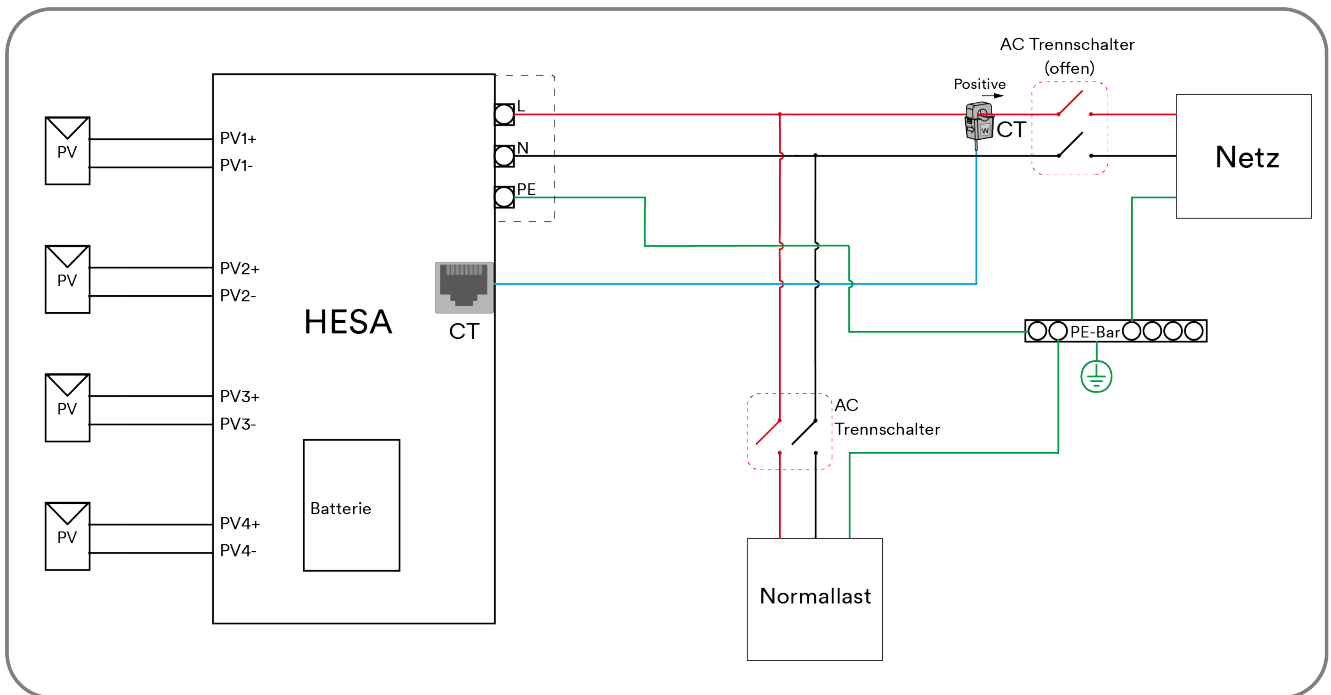 AC Trennschalter
(offen)
Positive
L
CT
W
N
PE
Netz
PV
PV1+
PV1-
PV
PV2+
PV2-
HESA
CT
PE-Bar
PV
PV3+
PV3-
AC
Trennschalter
PV
PV4+
PV4-
Batterie
Normallast